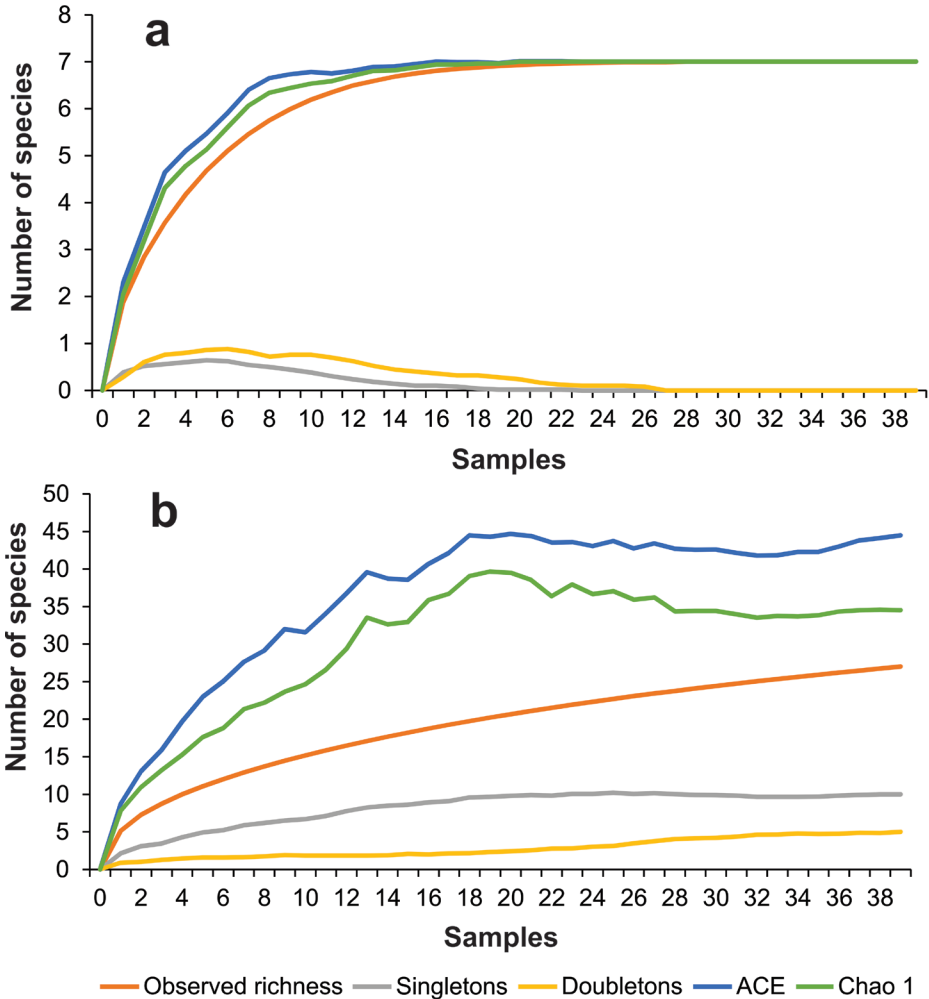 a
Number of species
8
7
6
5
4
3
2
1
0
0 2 4 6 8 10 12 14 16 18 20 22 24 26 28 30 32 34 36 38
Samples
b
Number of species
50
45
40
35
30
25
20
15
10
5
0
0 2 4 6 8 10 12 14 16 18 20 22 24 26 28 30 32 34 36 38
Samples
Observed richness Singletons Doubletons ACE Chao 1